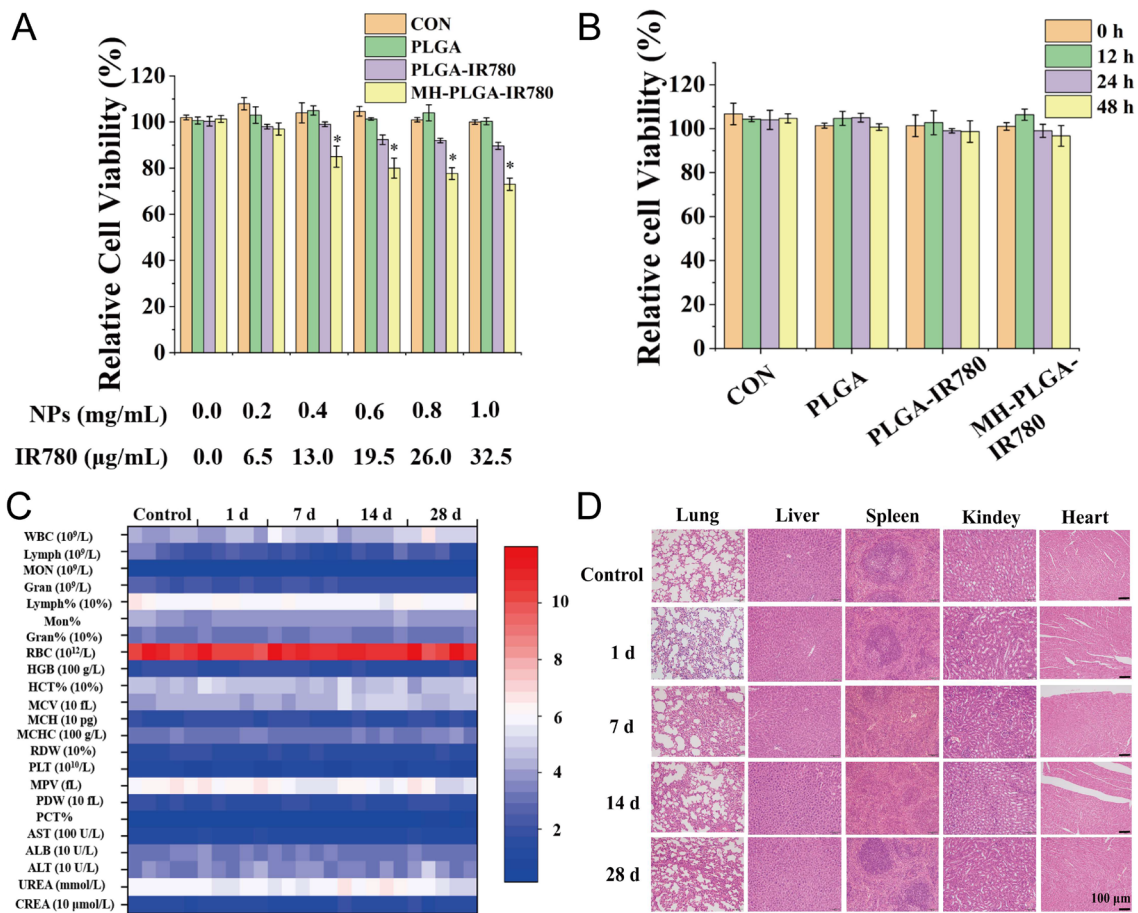 A
CON
PLGA
PLGA-IR780
MH-PLGA-IR780
Relative Cell Viability (%)
120
100
80
60
40
20
0
* * * *
NPs (mg/mL) 0.0 0.2 0.4 0.6 0.8 1.0
IR780 (μg/mL) 0.0 6.5 13.0 19.5 26.0 32.5
B
0 h
12 h
24 h
48 h
Relative cell Viability (%)
120
100
80
60
40
20
0
CON
PLGA
PLGA-IR780
MH-PLGA-
IR780
C
Control 1 d 7 d 14 d 28 d
WBC (10⁹/L)
Lymph (10⁹/L)
MON (10⁹/L)
Gran (10⁹/L)
Lymph% (10%)
Mon%
Gran% (10%)
RBC (10¹²/L)
HGB (100 g/L)
HCT% (10%)
MCV (10 fL)
MCH (10 pg)
MCHC (100 g/L)
RDW (10%)
PLT (10¹⁰/L)
MPV (fL)
PDW (10 fL)
PCT%
AST (100 U/L)
ALB (10 U/L)
ALT (10 U/L)
UREA (mmol/L)
CREA (10 μmol/L)
10
8
6
4
2
D
Lung Liver Spleen Kindey Heart
Control
1 d
7 d
14 d
28 d
100 μm